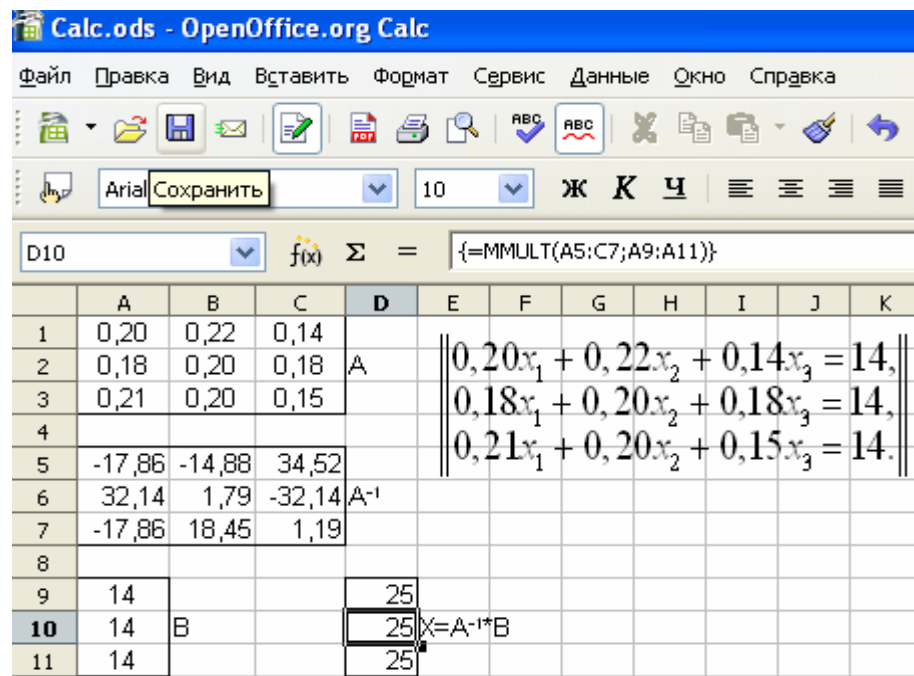 Calc.ods - OpenOffice.org Calc
Файл Правка Вид Вставить Формат Сервис Данные Окно Справка
ABC ABC
Arial Сохранить 10 Ж К Ч
D10 f(x) Σ = {=MMULT(A5:C7;A9:A11)}
A B C D E F G H I J K
1 0,20 0,22 0,14
2 0,18 0,20 0,18 A
3 0,21 0,20 0,15
0,20x₁ + 0,22x₂ + 0,14x₃ = 14,
0,18x₁ + 0,20x₂ + 0,18x₃ = 14,
0,21x₁ + 0,20x₂ + 0,15x₃ = 14.
4
5 -17,86 -14,88 34,52
6 32,14 1,79 -32,14 A⁻¹
7 -17,86 18,45 1,19
8
9 14 25
10 14 B 25 X=A⁻¹*B
11 14 25